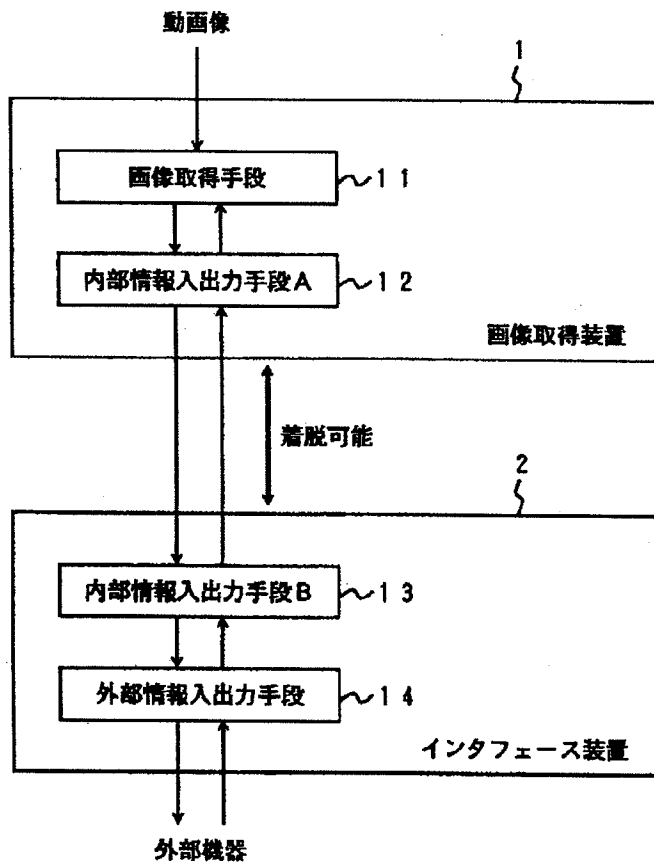 動画像
1
画像取得手段 11
内部情報入出力手段A 12
画像取得装置
着脱可能
2
内部情報入出力手段B 13
外部情報入出力手段 14
インタフェース装置
外部機器